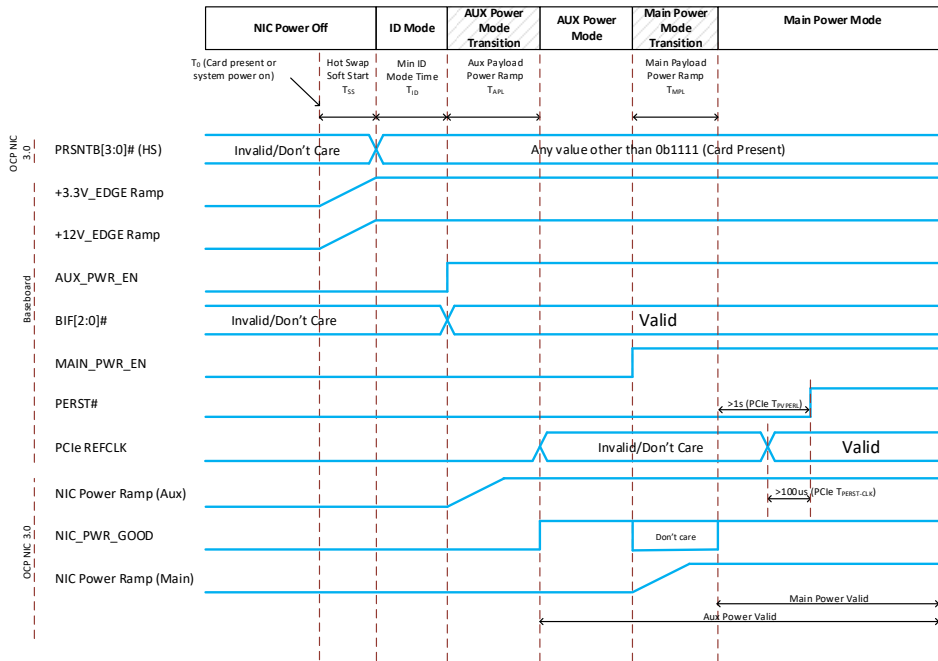 NIC Power Off
ID Mode
AUX Power
Mode
Transition
AUX Power
Mode
Main Power
Mode
Transition
Main Power Mode
T0 (Card present or
system power on)
Hot Swap
Soft Start
TSS
Min ID
Mode Time
TID
Aux Payload
Power Ramp
TAPL
Main Payload
Power Ramp
TMPL
OCP NIC
3.0
PRSNTB[3:0]# (HS)
Invalid/Don't Care
Any value other than 0b1111 (Card Present)
Baseboard
+3.3V_EDGE Ramp
+12V_EDGE Ramp
AUX_PWR_EN
BIF[2:0]#
Invalid/Don't Care
Valid
MAIN_PWR_EN
PERST#
>1s (PCIe TPVPERL)
PCIe REFCLK
Invalid/Don't Care
Valid
OCP NIC 3.0
NIC Power Ramp (Aux)
>100us (PCIe TPERST-CLK)
NIC_PWR_GOOD
Don't care
NIC Power Ramp (Main)
Main Power Valid
Aux Power Valid